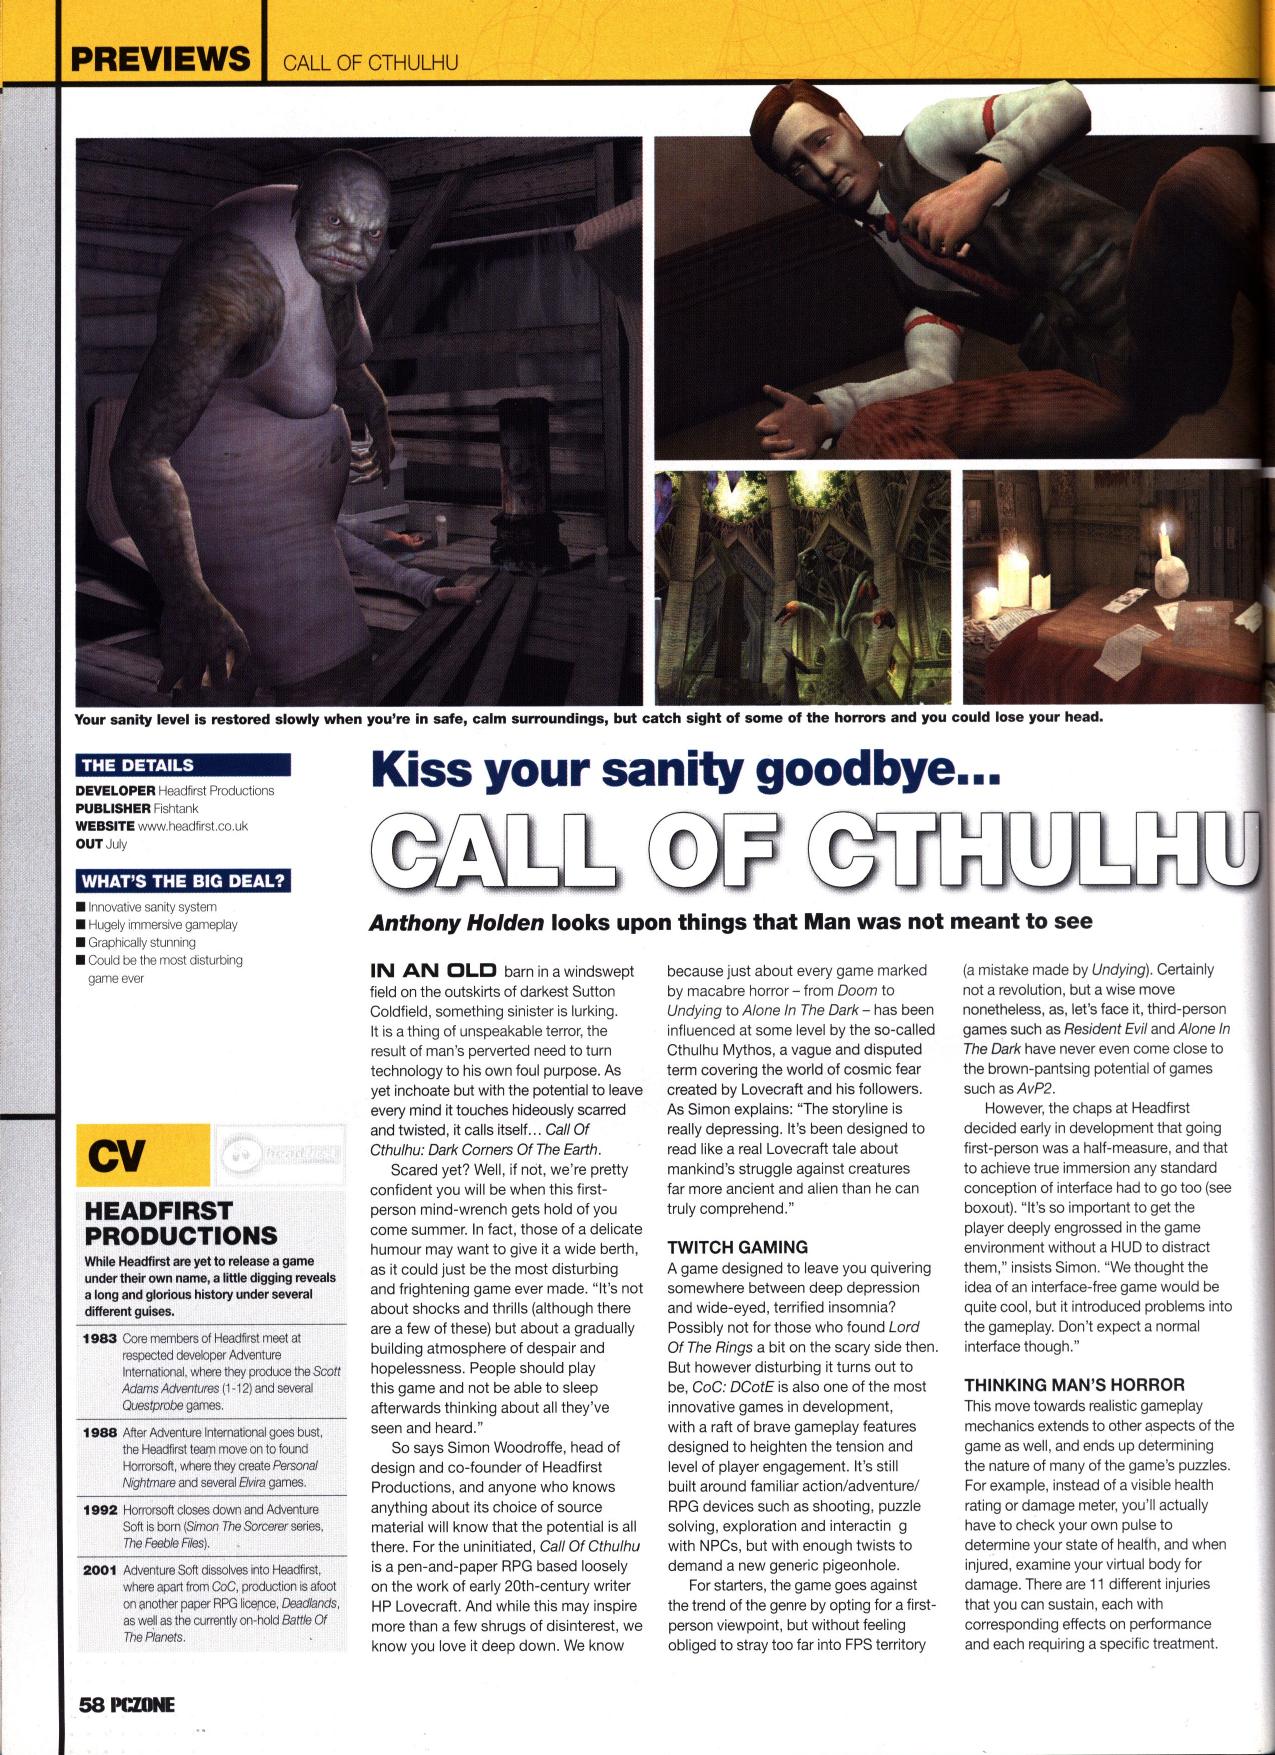 PREVIEWS CALL OF CTHULHU
Your sanity level is restored slowly when you're in safe, calm surroundings, but catch sight of some of the horrors and you could lose your head.
THE DETAILS
DEVELOPER Headfirst Productions
PUBLISHER Fishtank
WEBSITE www.headfirst.co.uk
OUT July
WHAT'S THE BIG DEAL?
■ Innovative sanity system
■ Hugely immersive gameplay
■ Graphically stunning
■ Could be the most disturbing
game ever
CV
headfirst
HEADFIRST
PRODUCTIONS
While Headfirst are yet to release a game
under their own name, a little digging reveals
a long and glorious history under several
different guises.
1983 Core members of Headfirst meet at
respected developer Adventure
International, where they produce the Scott
Adams Adventures (1-12) and several
Questprobe games.
1988 After Adventure International goes bust,
the Headfirst team move on to found
Horrorsoft, where they create Personal
Nightmare and several Elvira games.
1992 Horrorsoft closes down and Adventure
Soft is born (Simon The Sorcerer series,
The Feeble Files).
2001 Adventure Soft dissolves into Headfirst,
where apart from CoC, production is afoot
on another paper RPG licence, Deadlands,
as well as the currently on-hold Battle Of
The Planets.
Kiss your sanity goodbye...
CALL OF CTHULHU
Anthony Holden looks upon things that Man was not meant to see
IN AN OLD barn in a windswept
field on the outskirts of darkest Sutton
Coldfield, something sinister is lurking.
It is a thing of unspeakable terror, the
result of man's perverted need to turn
technology to his own foul purpose. As
yet inchoate but with the potential to leave
every mind it touches hideously scarred
and twisted, it calls itself... Call Of
Cthulhu: Dark Corners Of The Earth.
Scared yet? Well, if not, we're pretty
confident you will be when this first-
person mind-wrench gets hold of you
come summer. In fact, those of a delicate
humour may want to give it a wide berth,
as it could just be the most disturbing
and frightening game ever made. "It's not
about shocks and thrills (although there
are a few of these) but about a gradually
building atmosphere of despair and
hopelessness. People should play
this game and not be able to sleep
afterwards thinking about all they've
seen and heard."
So says Simon Woodroffe, head of
design and co-founder of Headfirst
Productions, and anyone who knows
anything about its choice of source
material will know that the potential is all
there. For the uninitiated, Call Of Cthulhu
is a pen-and-paper RPG based loosely
on the work of early 20th-century writer
HP Lovecraft. And while this may inspire
more than a few shrugs of disinterest, we
know you love it deep down. We know
because just about every game marked
by macabre horror – from Doom to
Undying to Alone In The Dark – has been
influenced at some level by the so-called
Cthulhu Mythos, a vague and disputed
term covering the world of cosmic fear
created by Lovecraft and his followers.
As Simon explains: "The storyline is
really depressing. It's been designed to
read like a real Lovecraft tale about
mankind's struggle against creatures
far more ancient and alien than he can
truly comprehend."
TWITCH GAMING
A game designed to leave you quivering
somewhere between deep depression
and wide-eyed, terrified insomnia?
Possibly not for those who found Lord
Of The Rings a bit on the scary side then.
But however disturbing it turns out to
be, CoC: DCotE is also one of the most
innovative games in development,
with a raft of brave gameplay features
designed to heighten the tension and
level of player engagement. It's still
built around familiar action/adventure/
RPG devices such as shooting, puzzle
solving, exploration and interactin g
with NPCs, but with enough twists to
demand a new generic pigeonhole.
For starters, the game goes against
the trend of the genre by opting for a first-
person viewpoint, but without feeling
obliged to stray too far into FPS territory
(a mistake made by Undying). Certainly
not a revolution, but a wise move
nonetheless, as, let's face it, third-person
games such as Resident Evil and Alone In
The Dark have never even come close to
the brown-pantsing potential of games
such as AvP2.
However, the chaps at Headfirst
decided early in development that going
first-person was a half-measure, and that
to achieve true immersion any standard
conception of interface had to go too (see
boxout). "It's so important to get the
player deeply engrossed in the game
environment without a HUD to distract
them," insists Simon. "We thought the
idea of an interface-free game would be
quite cool, but it introduced problems into
the gameplay. Don't expect a normal
interface though."
THINKING MAN'S HORROR
This move towards realistic gameplay
mechanics extends to other aspects of the
game as well, and ends up determining
the nature of many of the game's puzzles.
For example, instead of a visible health
rating or damage meter, you'll actually
have to check your own pulse to
determine your state of health, and when
injured, examine your virtual body for
damage. There are 11 different injuries
that you can sustain, each with
corresponding effects on performance
and each requiring a specific treatment.
58 PCZONE